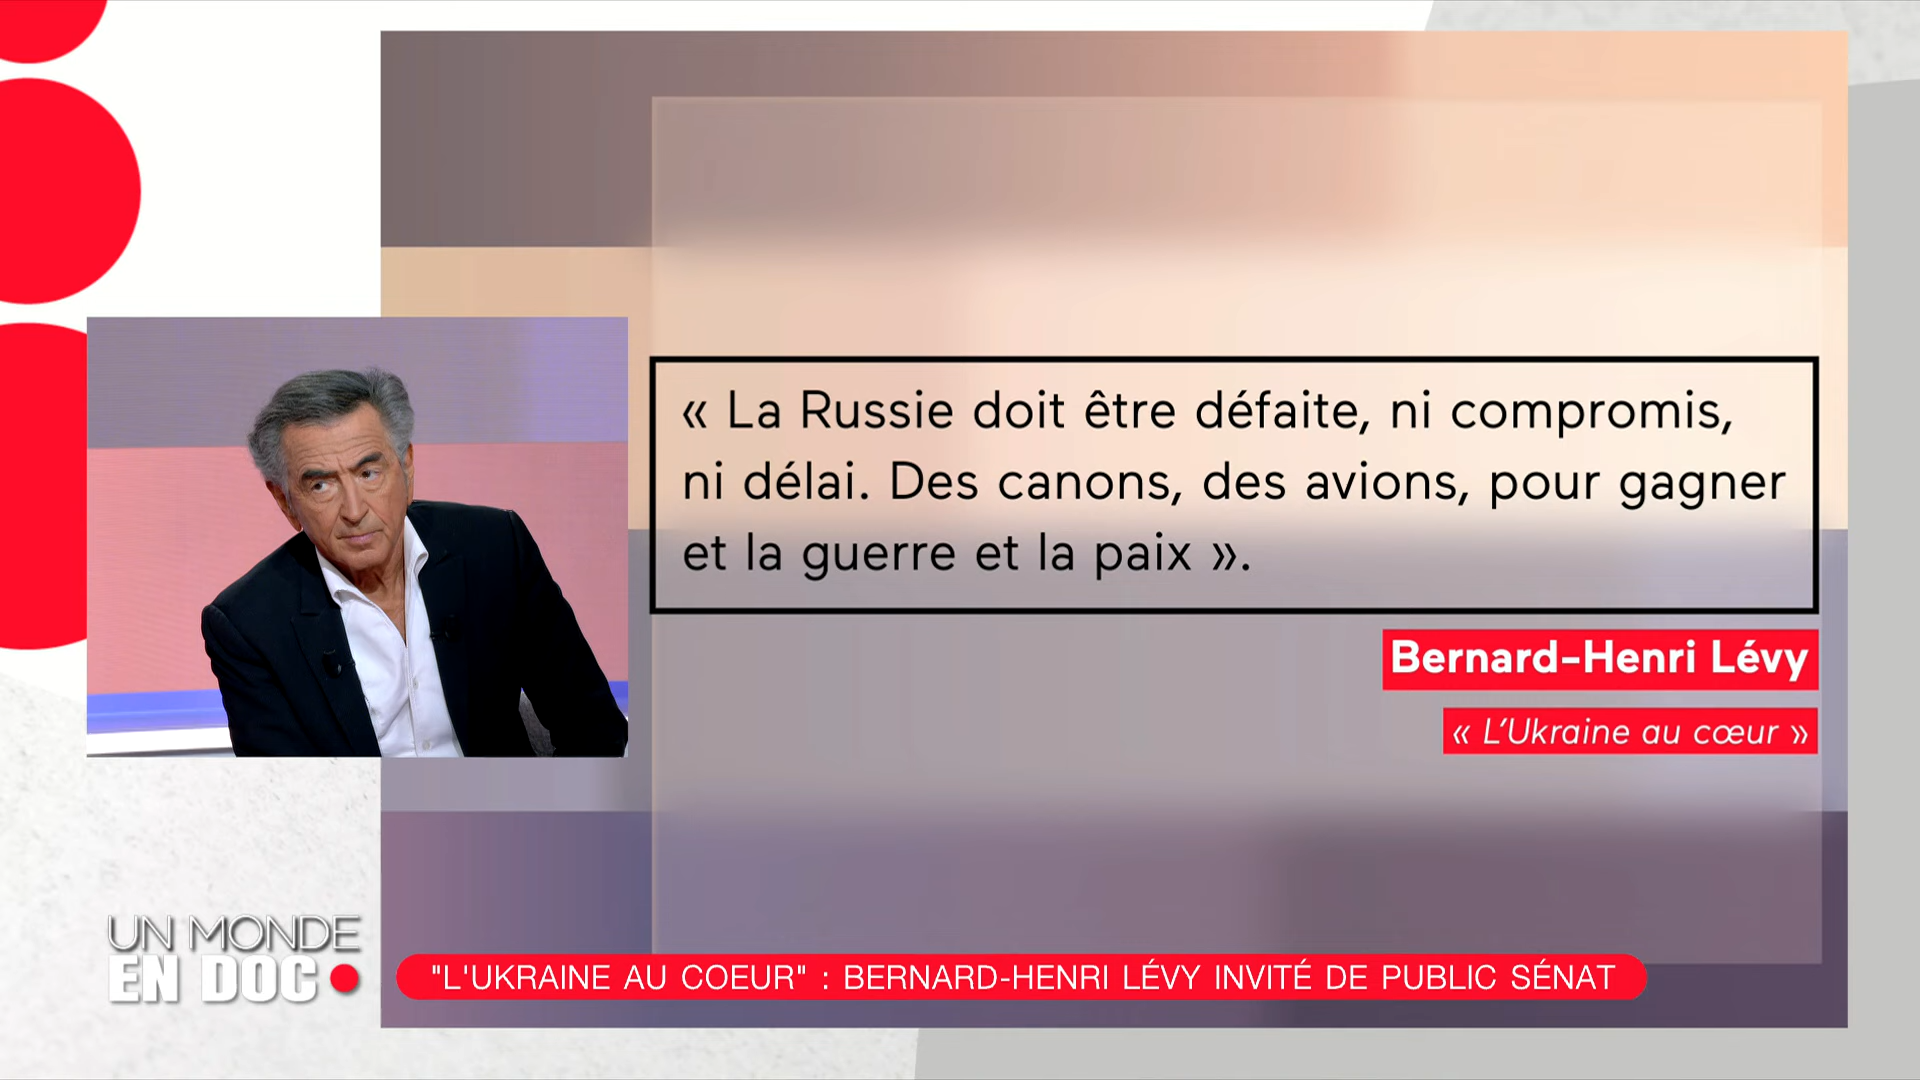 « La Russie doit être défaite, ni compromis,
ni délai. Des canons, des avions, pour gagner
et la guerre et la paix ».
Bernard-Henri Lévy
« L'Ukraine au cœur »
UN MONDE
EN DOC
"L'UKRAINE AU COEUR" : BERNARD-HENRI LÉVY INVITÉ DE PUBLIC SÉNAT